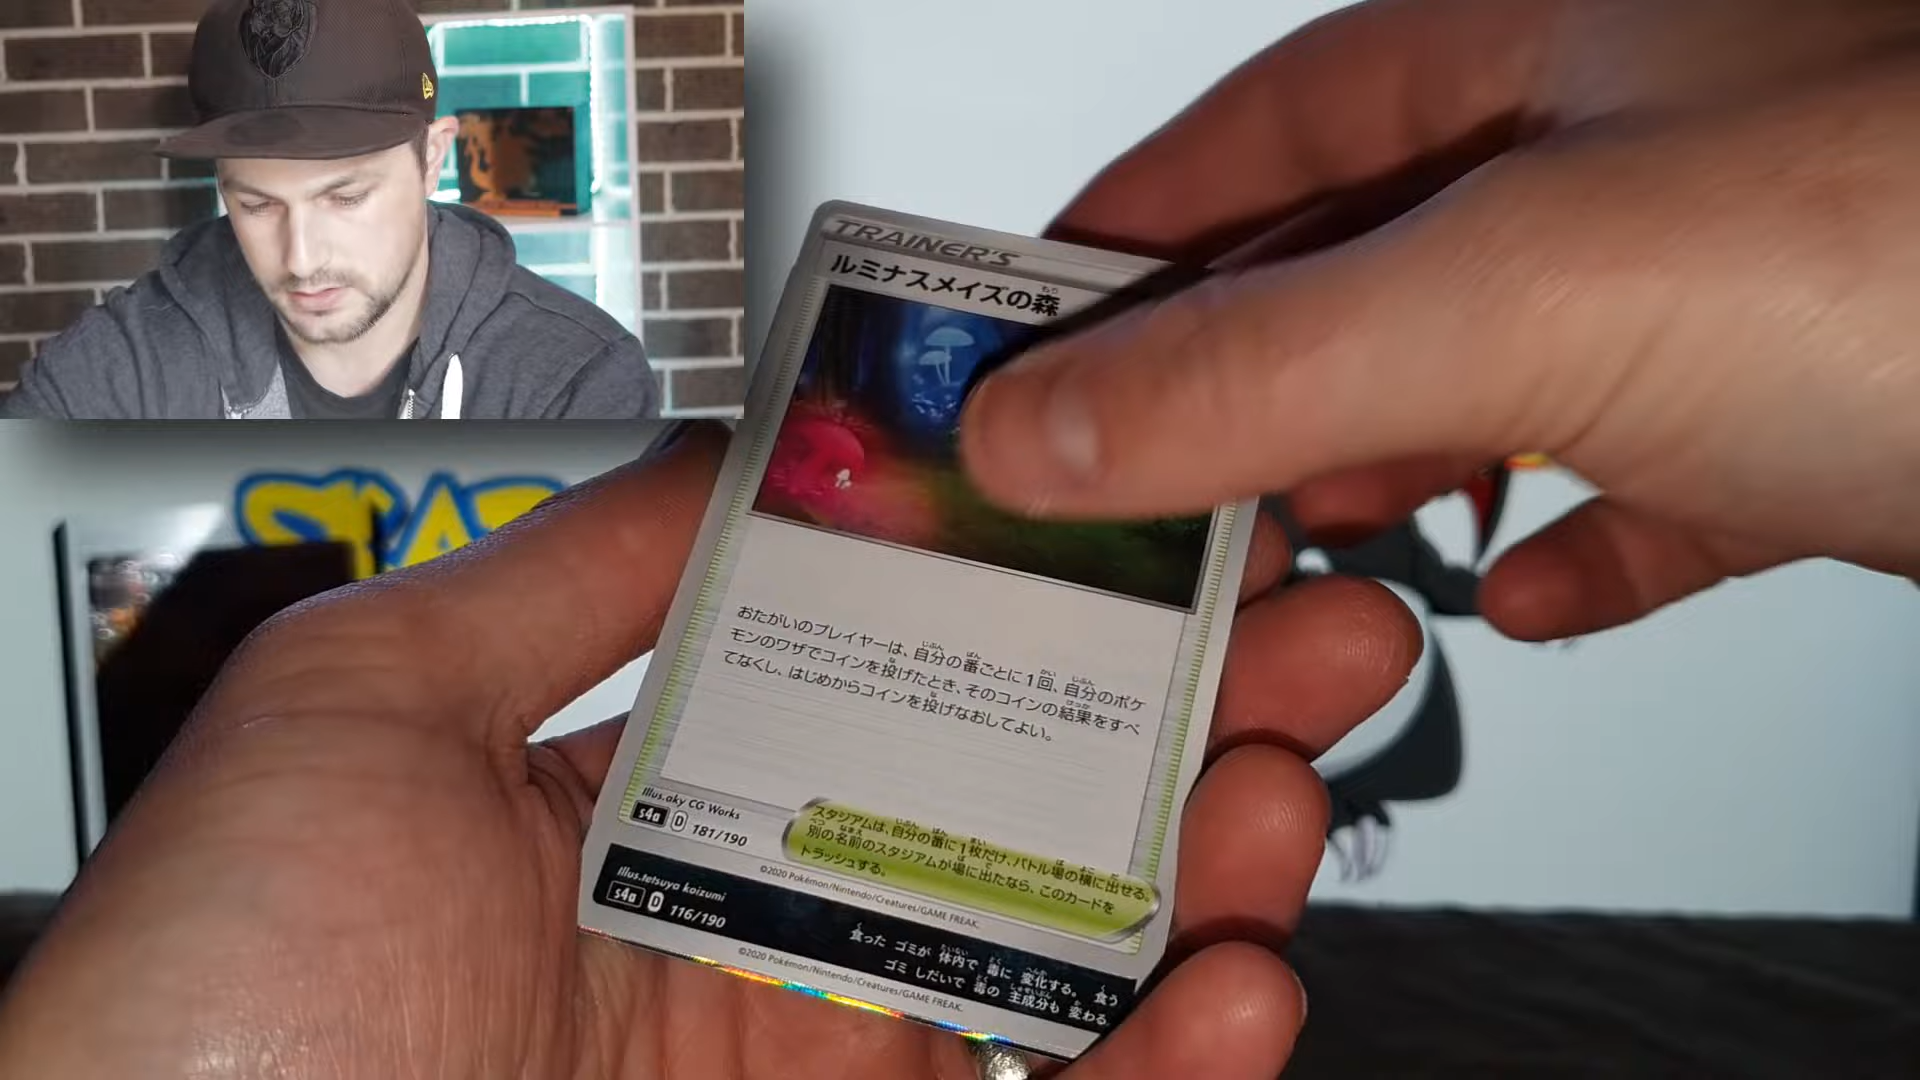 TRAINER'S
ルミナスメイズの森
おたがいのプレイヤーは、自分の番ごとに1回、自分のポケ
モンのワザでコインを投げたとき、そのコインの結果をすべ
てなくし、はじめからコインを投げなおしてよい。
Illus.aky CG Works
s4a D 181/190
スタジアムは、自分の番に1枚だけ、バトル場の横に出せる。
別の名前のスタジアムが場に出たなら、このカードを
トラッシュする。
©2020 Pokémon/Nintendo/Creatures/GAME FREAK.
Illus.tetsuya koizumi
s4a D 116/190
食った ゴミが 体内で 毒に 変化する。 食う
ゴミ しだいで 毒の 主成分も 変わる。
©2020 Pokémon/Nintendo/Creatures/GAME FREAK.